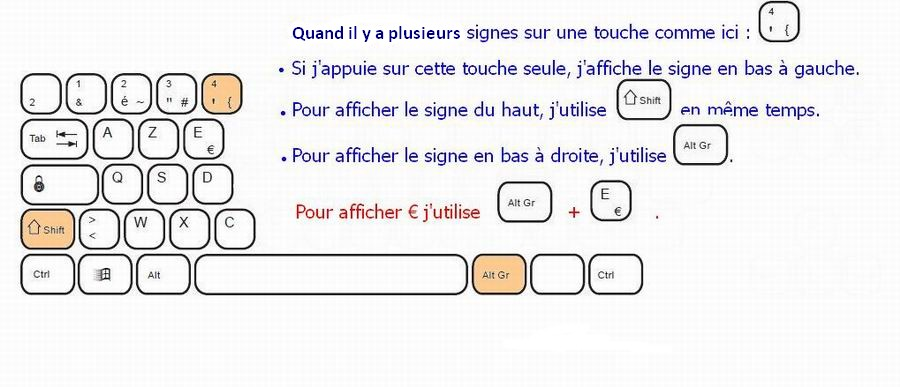 Quand il y a plusieurs signes sur une touche comme ici : 4 ' {
• Si j'appuie sur cette touche seule, j'affiche le signe en bas à gauche.
• Pour afficher le signe du haut, j'utilise Shift en même temps.
• Pour afficher le signe en bas à droite, j'utilise Alt Gr .
Pour afficher € j'utilise Alt Gr + E € .
2 1 & 2 é ~ 3 " # 4 ' {
Tab A Z E €
Q S D
Shift > < W X C
Ctrl Alt Alt Gr Ctrl